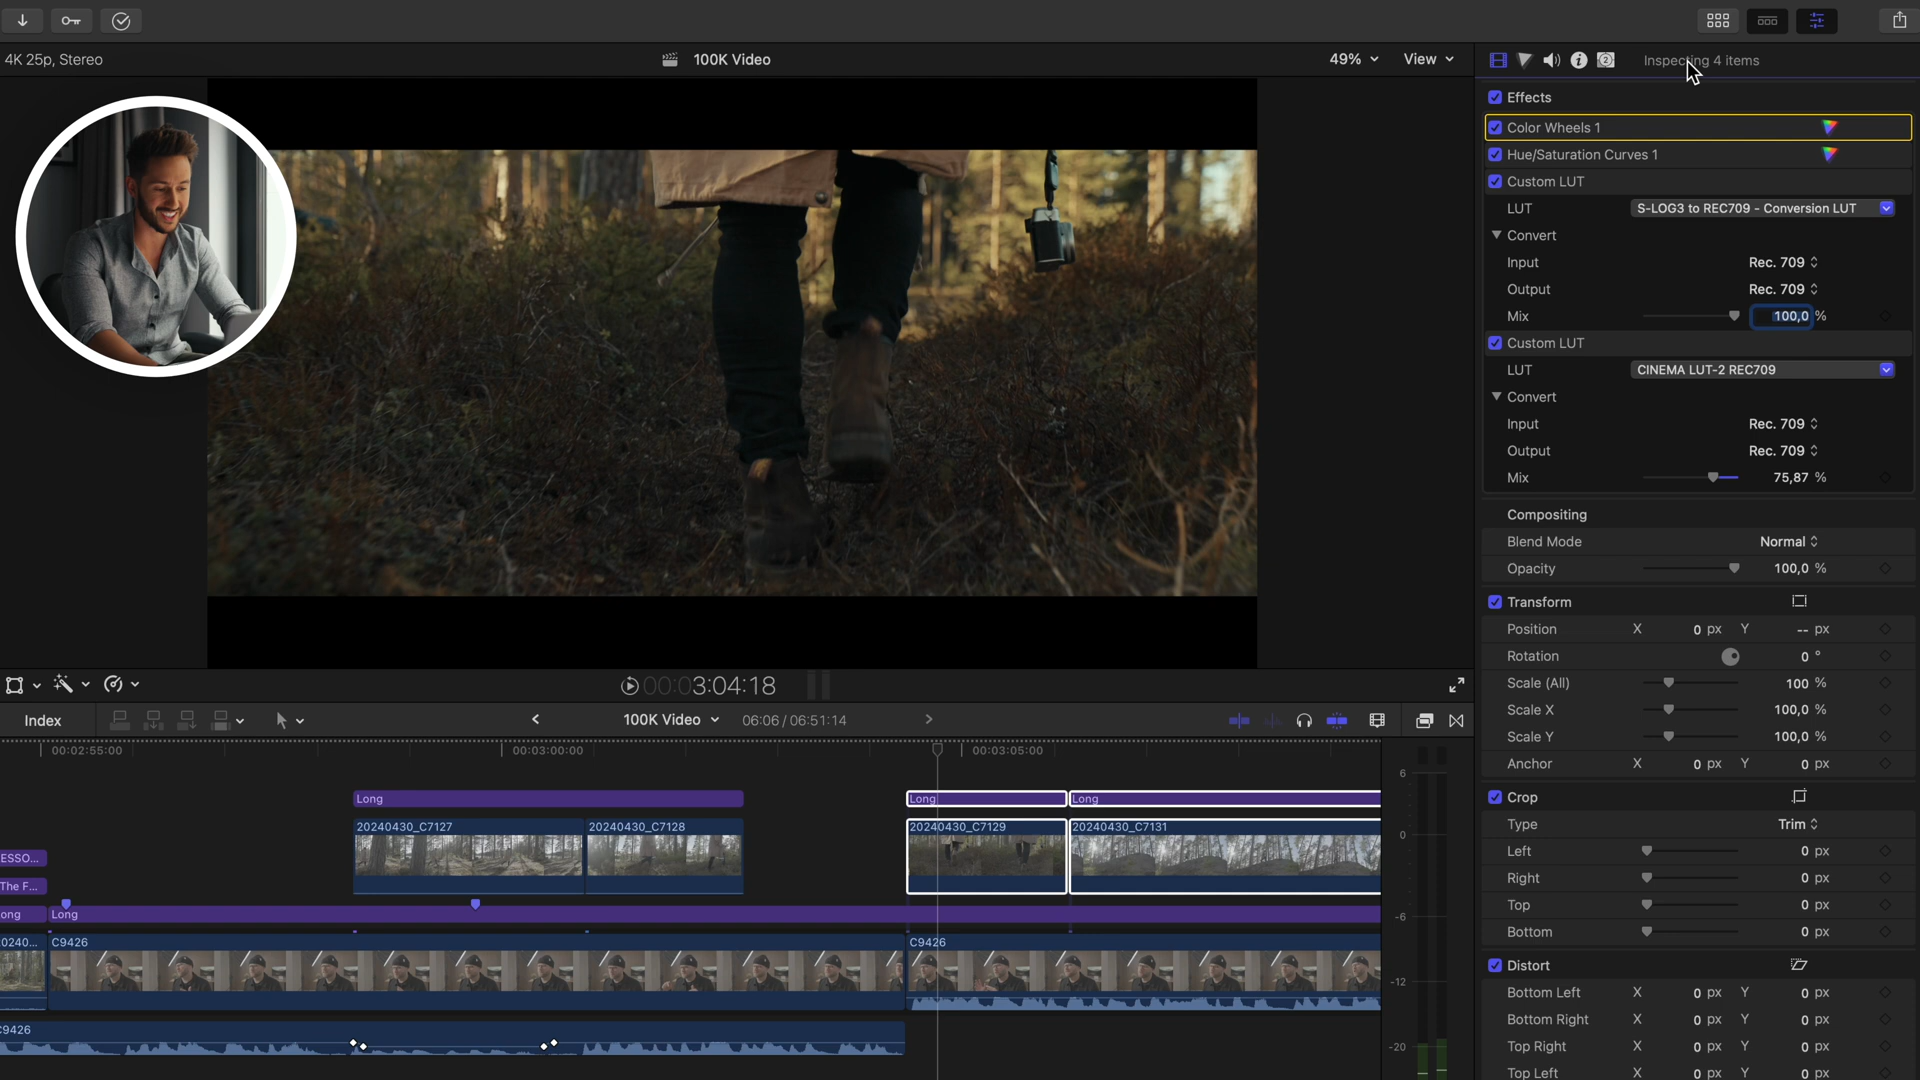 4K 25p, Stereo
100K Video
49%
View
Inspecting 4 items
Effects
Color Wheels 1
Hue/Saturation Curves 1
Custom LUT
LUT
S-LOG3 to REC709 - Conversion LUT
Convert
Input
Rec. 709
Output
Rec. 709
Mix
100,0 %
Custom LUT
LUT
CINEMA LUT-2 REC709
Convert
Input
Rec. 709
Output
Rec. 709
Mix
75,87 %
Compositing
Blend Mode
Normal
Opacity
100,0 %
Transform
Position X 0 px Y -- px
Rotation 0 °
Scale (All) 100 %
Scale X 100,0 %
Scale Y 100,0 %
Anchor X 0 px Y 0 px
Crop
Type Trim
Left 0 px
Right 0 px
Top 0 px
Bottom 0 px
Distort
Bottom Left X 0 px Y 0 px
Bottom Right X 0 px Y 0 px
Top Right X 0 px Y 0 px
Top Left X 0 px Y 0 px
00:03:04:18
Index
100K Video
06:06 / 06:51:14
00:02:55:00
00:03:00:00
00:03:05:00
Long
Long
Long
20240430_C7127
20240430_C7128
20240430_C7129
20240430_C7131
ESSO...
The F...
ong
Long
2040...
C9426
C9426
C9426
6
0
-6
-12
-20